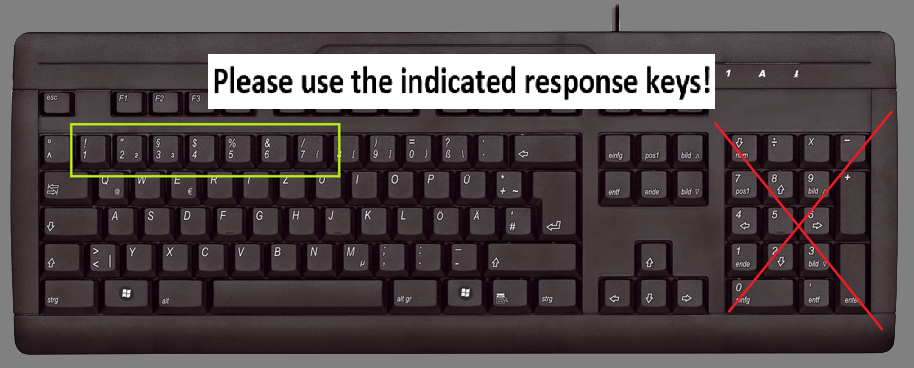 Please use the indicated response keys!
1 A
esc F1 F2 F3
° ! " § $ % & / [ ) = ? `
^ 1 2 2 3 3 4 5 6 7 { 9 ] 0 } ß \ ´
einfg pos1 bild
num ÷ X −
Q W E R T Z U I O P Ü *
@ € + ~
entf ende bild
7 8 9 +
pos1 bild
A S D F G H J K L Ö Ä '
#
4 5 6
> Y X C V B N M ; : _
< | µ , . -
1 2 3
ende bild
strg alt alt gr strg
0 , enter
einfg entf